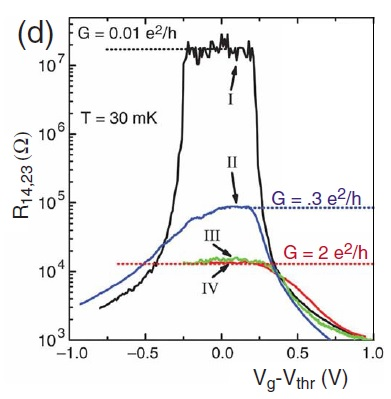 (d)
G = 0.01 e²/h
10⁷
I
T = 30 mK
10⁶
II
R₁₄,₂₃ (Ω)
10⁵
G = .3 e²/h
III
G = 2 e²/h
10⁴
IV
10³
-1.0 -0.5 0.0 0.5 1.0
Vg-Vthr (V)